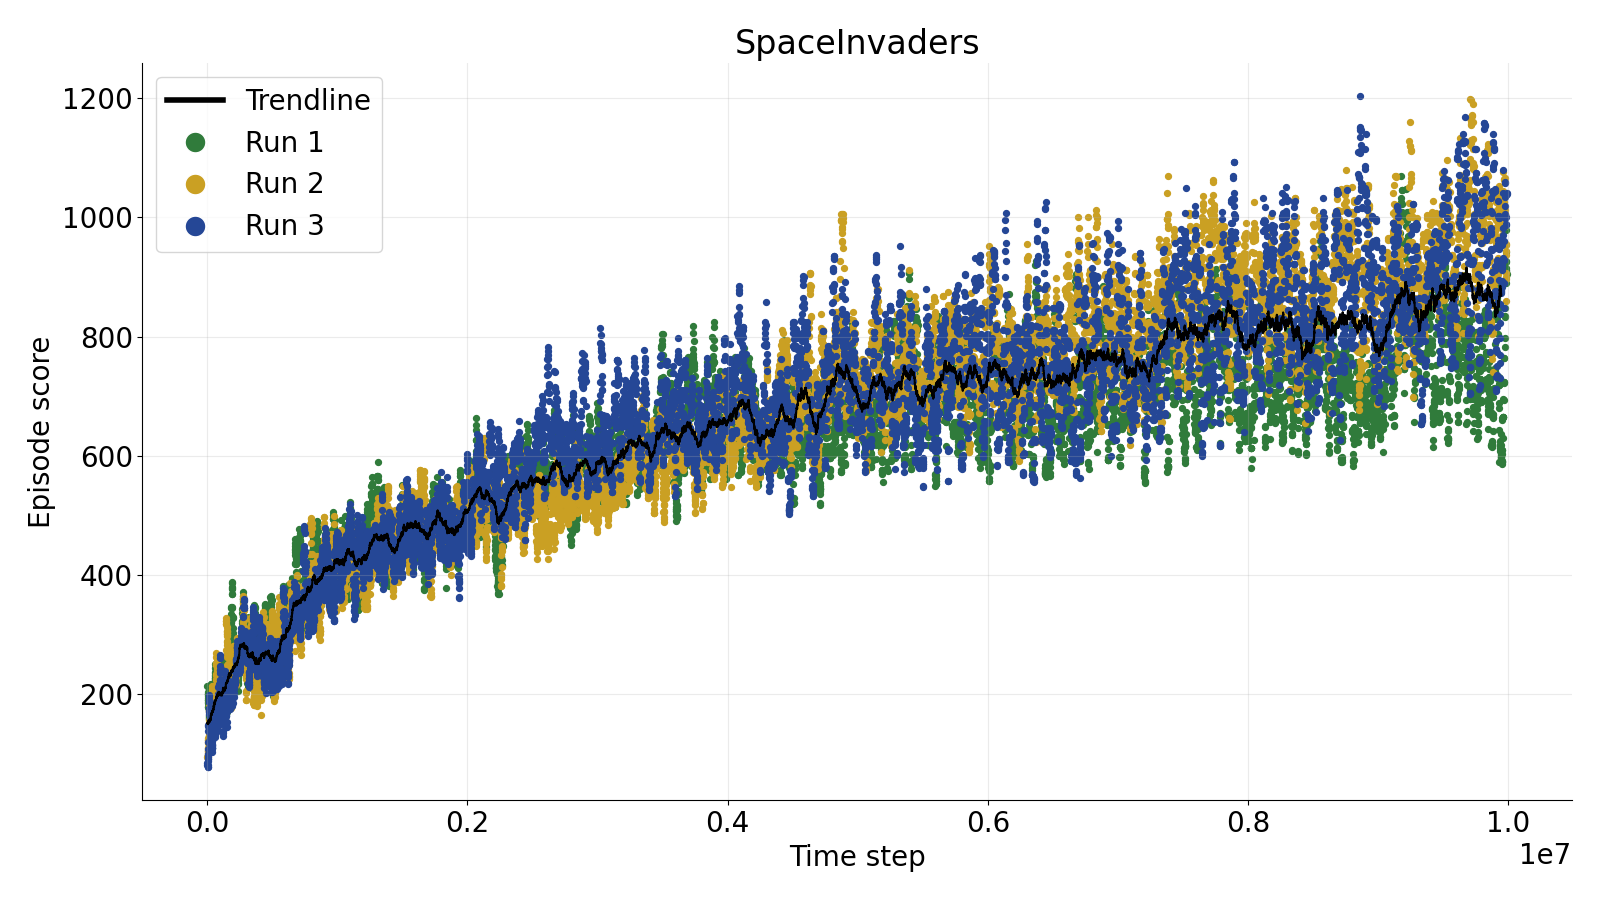 SpaceInvaders
Trendline
Run 1
Run 2
Run 3
1200
1000
800
600
400
200
Episode score
0.0 0.2 0.4 0.6 0.8 1.0
1e7
Time step